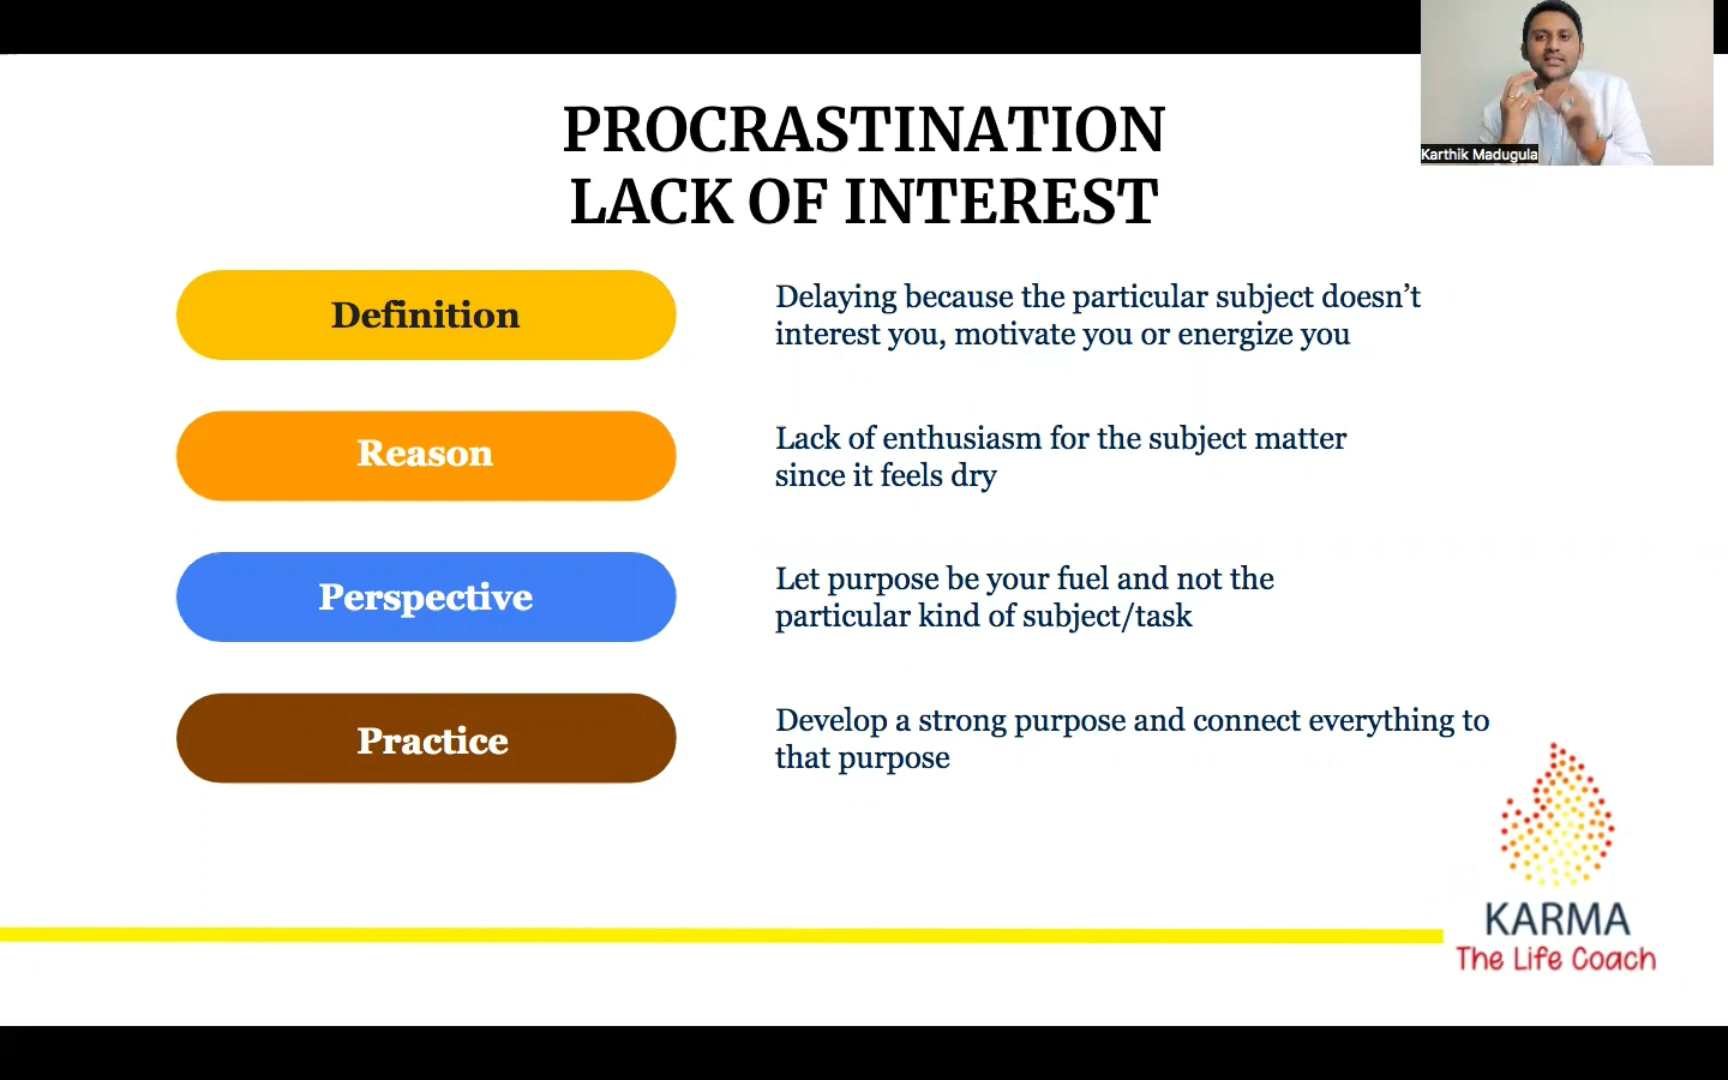 PROCRASTINATION
LACK OF INTEREST
Karthik Madugula
Definition
Delaying because the particular subject doesn’t
interest you, motivate you or energize you
Reason
Lack of enthusiasm for the subject matter
since it feels dry
Perspective
Let purpose be your fuel and not the
particular kind of subject/task
Practice
Develop a strong purpose and connect everything to
that purpose
KARMA
The Life Coach